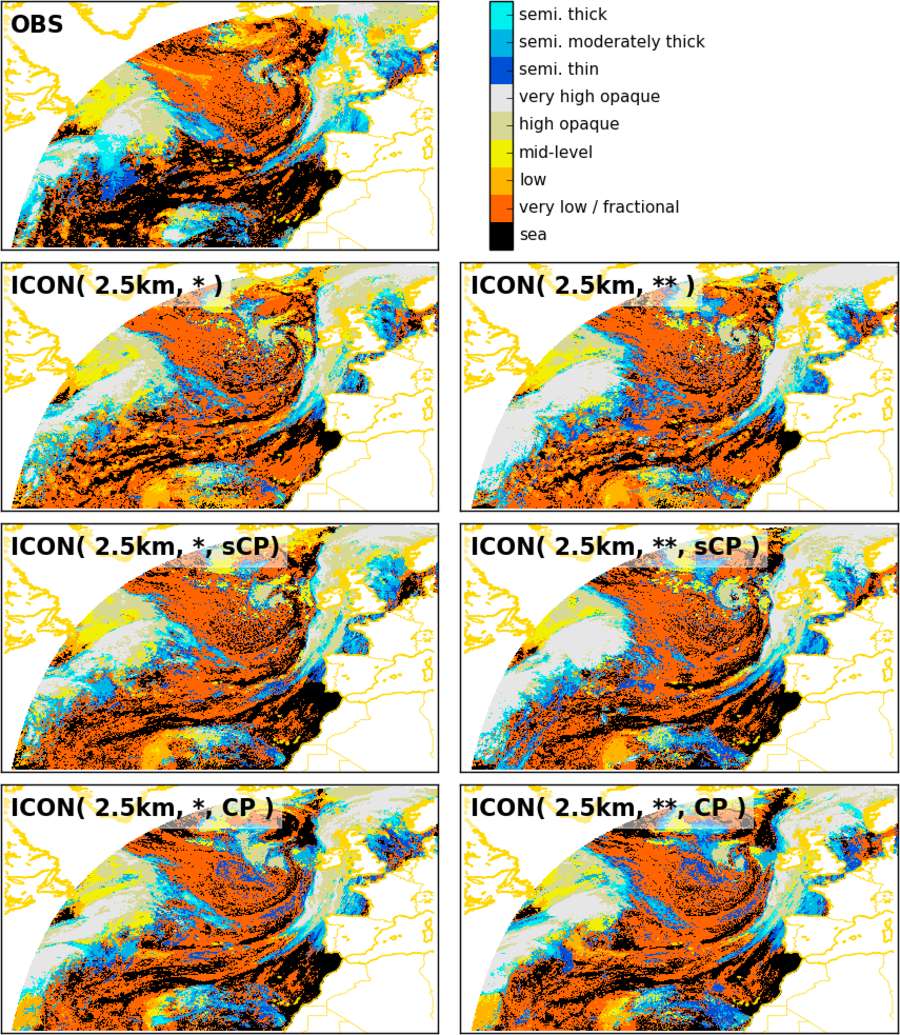 OBS
semi. thick
semi. moderately thick
semi. thin
very high opaque
high opaque
mid-level
low
very low / fractional
sea
ICON( 2.5km, * )
ICON( 2.5km, ** )
ICON( 2.5km, *, sCP)
ICON( 2.5km, **, sCP )
ICON( 2.5km, *, CP )
ICON( 2.5km, **, CP )